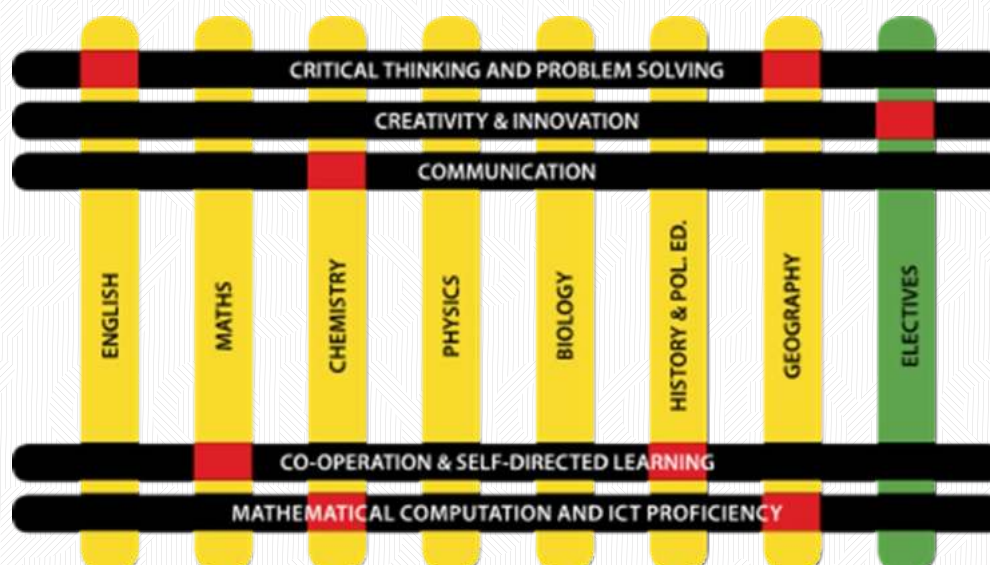 CRITICAL THINKING AND PROBLEM SOLVING
CREATIVITY & INNOVATION
COMMUNICATION
ENGLISH
MATHS
CHEMISTRY
PHYSICS
BIOLOGY
HISTORY & POL. ED.
GEOGRAPHY
ELECTIVES
CO-OPERATION & SELF-DIRECTED LEARNING
MATHEMATICAL COMPUTATION AND ICT PROFICIENCY